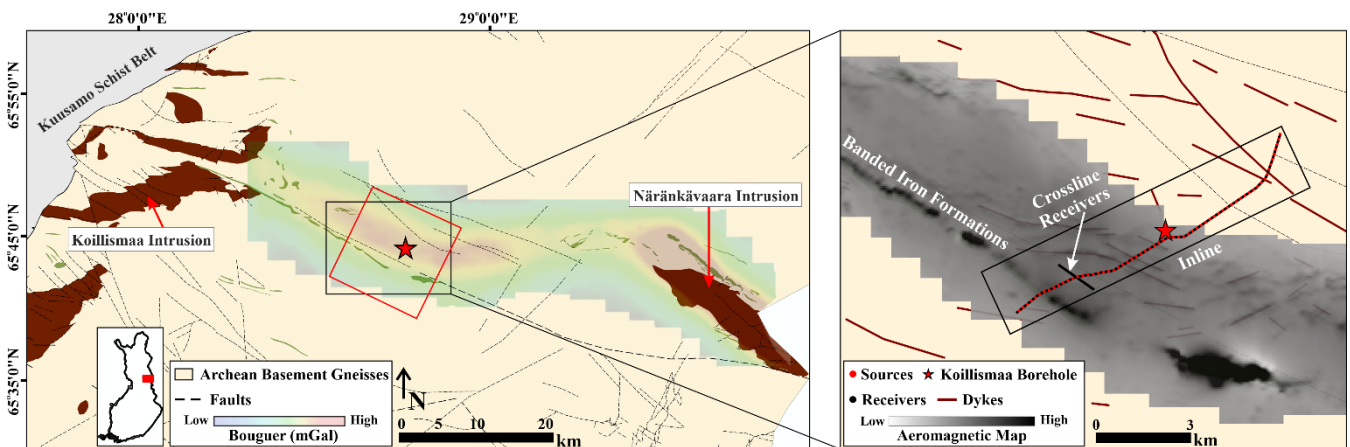 28°0'0"E
29°0'0"E
65°55'0"N
65°45'0"N
65°35'0"N
Kuusamo Schist Belt
Koillismaa Intrusion
Näränkävaara Intrusion
Archean Basement Gneisses
Faults
Low
High
Bouguer (mGal)
N
0 5 10 20
km
Banded Iron Formations
Crossline
Receivers
Inline
Sources
Koillismaa Borehole
Receivers
Dykes
Low
High
Aeromagnetic Map
0 3
km